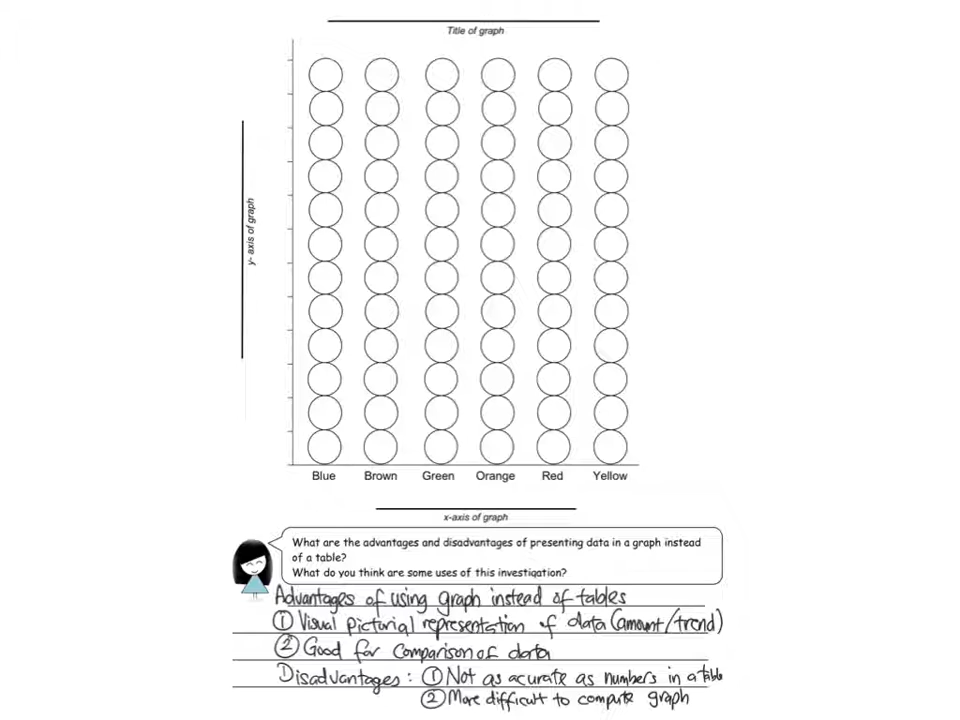 Title of graph
y- axis of graph
Blue Brown Green Orange Red Yellow
x-axis of graph
What are the advantages and disadvantages of presenting data in a graph instead
of a table?
What do you think are some uses of this investigation?
Advantages of using graph instead of tables
① Visual pictorial representation of data (amount/trend)
② Good for comparison of data
Disadvantages: ① Not as acurate as numbers in a table
② More difficult to compute graph